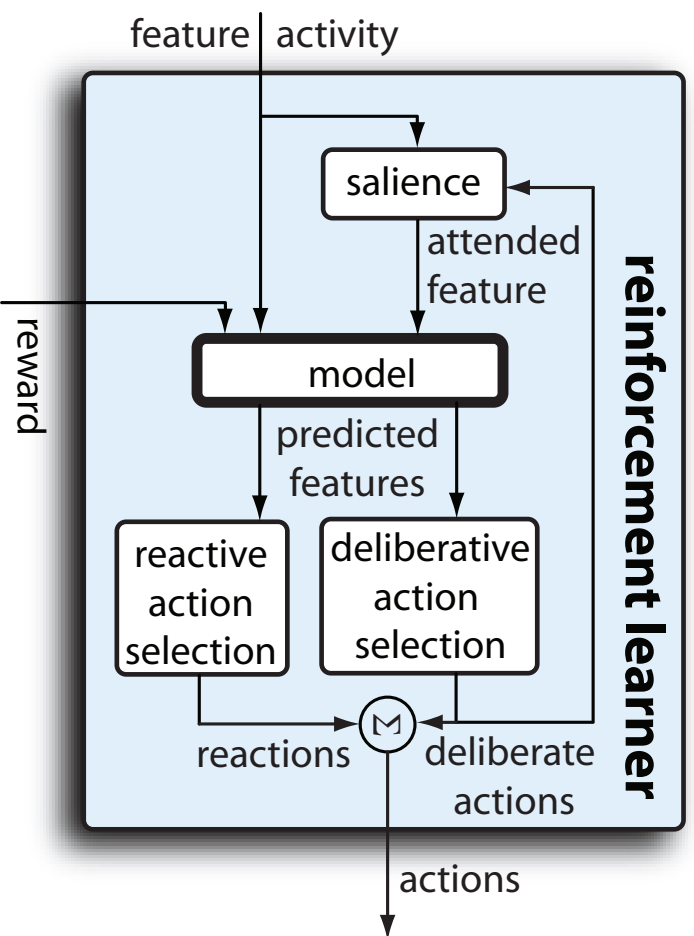 feature activity
salience
attended
feature
reward
model
predicted
features
reactive
action
selection
deliberative
action
selection
reinforcement learner
reactions
deliberate
actions
actions